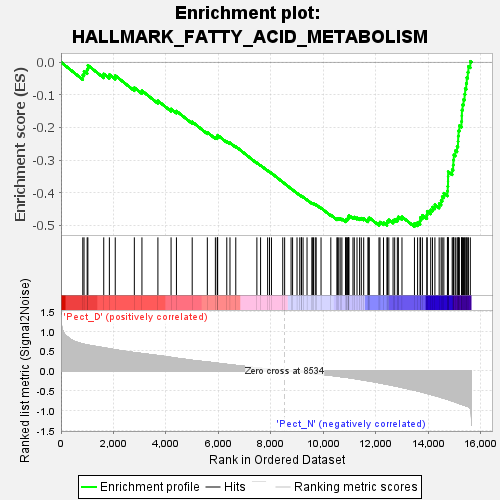 Enrichment plot:
HALLMARK_FATTY_ACID_METABOLISM
Enrichment score (ES)
0.0
-0.1
-0.2
-0.3
-0.4
-0.5
Ranked list metric (Signal2Noise)
1.5
1.0
0.5
0.0
-0.5
-1.0
-1.5
'Pect_D' (positively correlated)
Zero cross at 8534
'Pect_N' (negatively correlated)
0
2,000
4,000
6,000
8,000
10,000
12,000
14,000
16,000
Rank in Ordered Dataset
Enrichment profile
Hits
Ranking metric scores